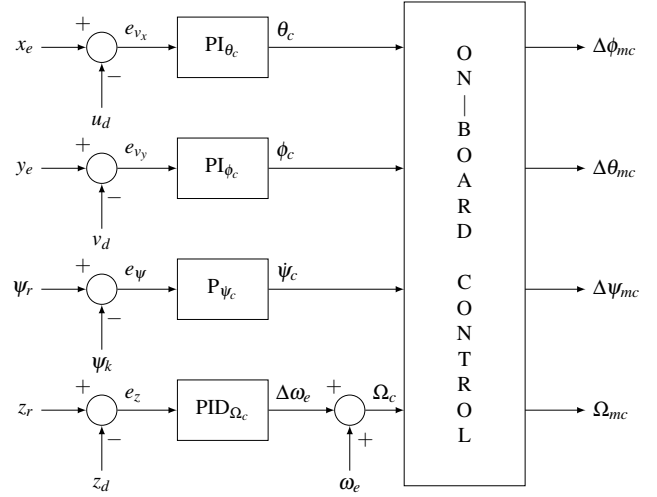 x_e + − e_{v_x} PI_{θ_c} θ_c Δφ_{mc}
u_d
y_e + − e_{v_y} PI_{ϕ_c} ϕ_c Δθ_{mc}
v_d
ψ_r + − e_ψ P_{ψ_c} ψ̇_c Δψ_{mc}
ψ_k
z_r + − e_z PID_{Ω_c} Δω_e + + Ω_c Ω_{mc}
z_d ω_e
ON—BOARD CONTROL